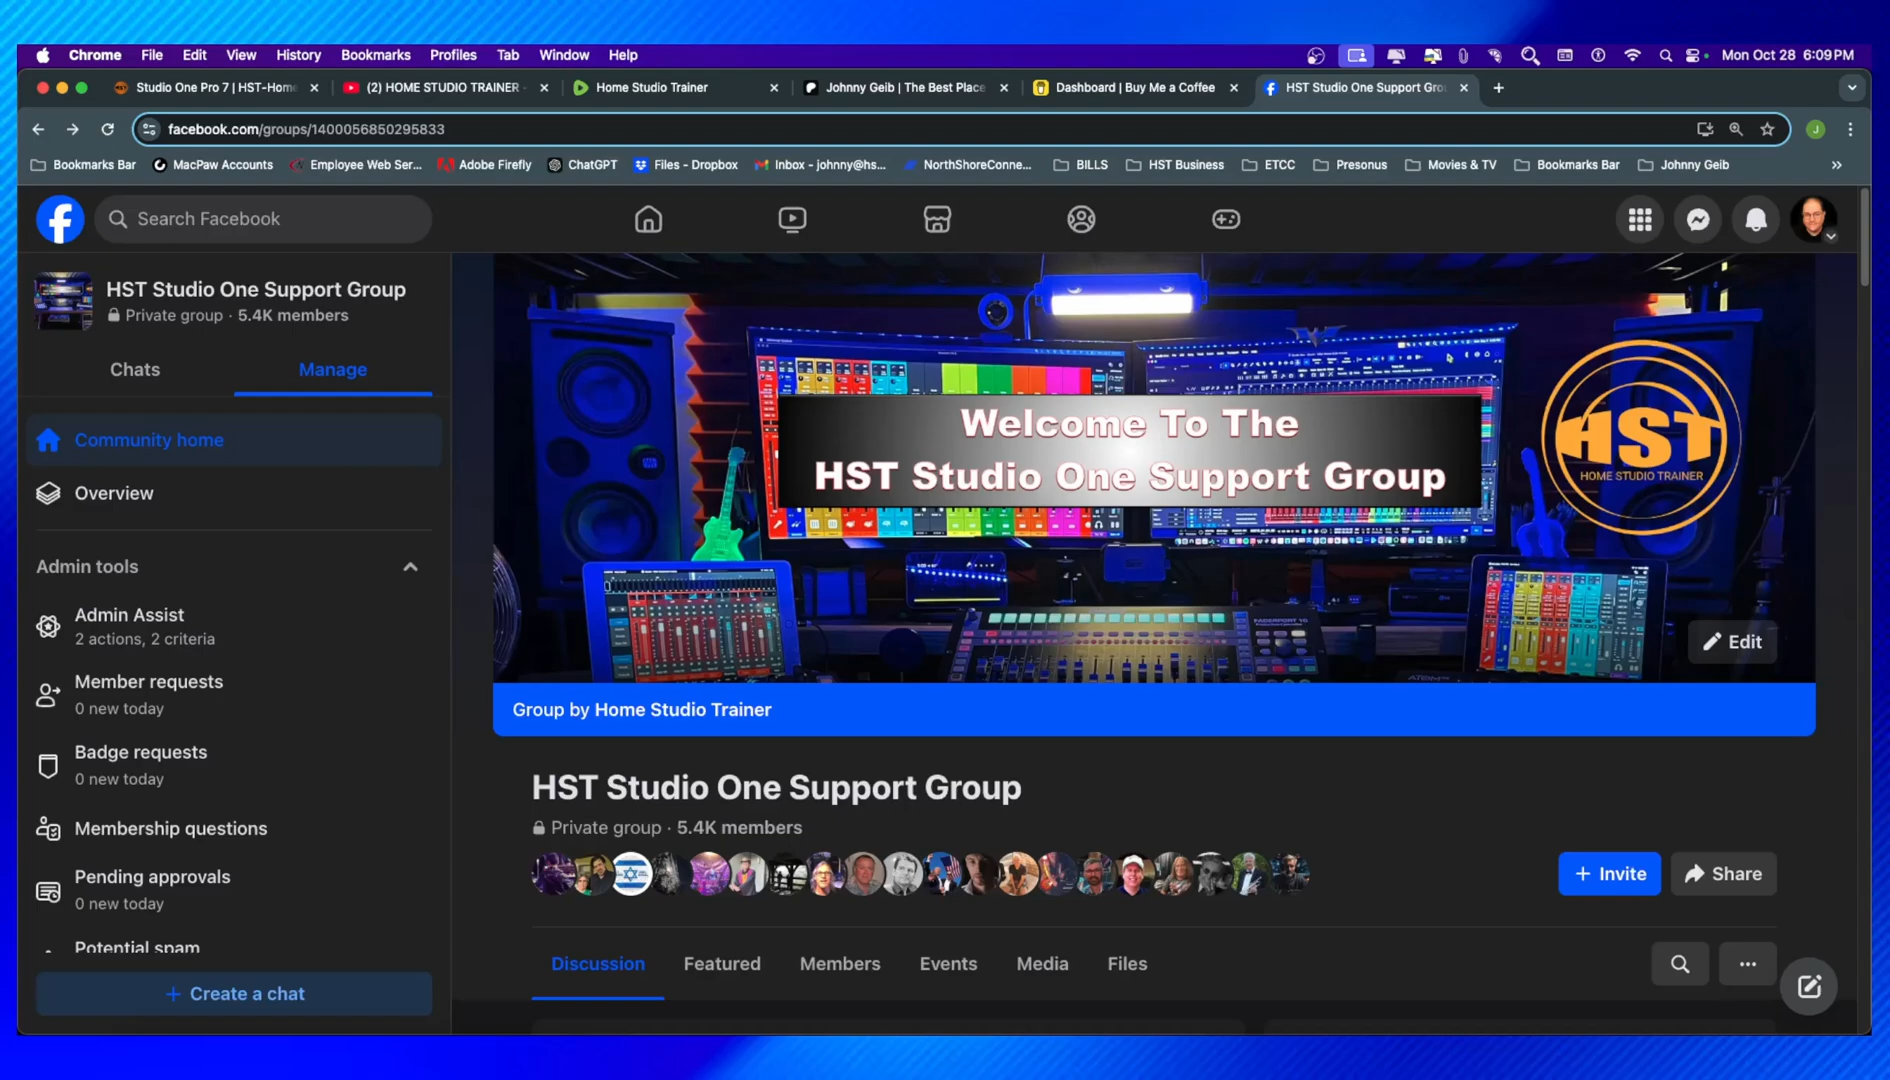 Chrome File Edit View History Bookmarks Profiles Tab Window Help
Mon Oct 28 6:09 PM
Studio One Pro 7 | HST-Home
(2) HOME STUDIO TRAINER -
Home Studio Trainer
Johnny Geib | The Best Place
Dashboard | Buy Me a Coffee
HST Studio One Support Gro
facebook.com/groups/1400056850295833
J
Bookmarks Bar
MacPaw Accounts
Employee Web Ser...
Adobe Firefly
ChatGPT
Files - Dropbox
Inbox - johnny@hs...
NorthShoreConne...
BILLS
HST Business
ETCC
Presonus
Movies & TV
Bookmarks Bar
Johnny Geib
Search Facebook
HST Studio One Support Group
Private group · 5.4K members
Chats
Manage
Community home
Overview
Admin tools
Admin Assist
2 actions, 2 criteria
Member requests
0 new today
Badge requests
0 new today
Membership questions
Pending approvals
0 new today
Potential spam
+ Create a chat
Welcome To The
HST Studio One Support Group
HST
HOME STUDIO TRAINER
FADERPORT 16
Edit
Group by Home Studio Trainer
HST Studio One Support Group
Private group · 5.4K members
+ Invite
Share
Discussion
Featured
Members
Events
Media
Files